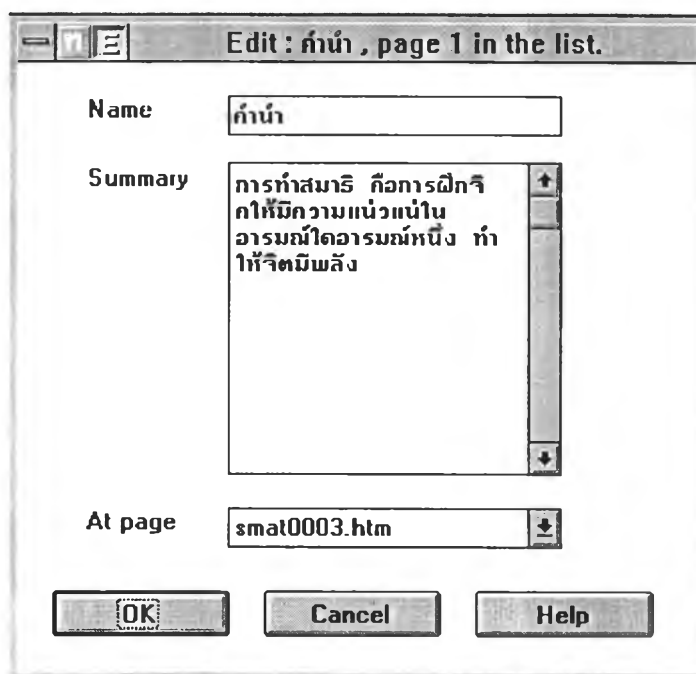 Edit : คำนำ , page 1 in the list.
Name
คำนำ
Summary
การทำสมาธิ คือการฝึกจิ
ตให้มีความแน่วแน่ใน
อารมณ์ใดอารมณ์หนึ่ง ทำ
ให้จิตมีพลัง
At page
smat0003.htm
OK
Cancel
Help